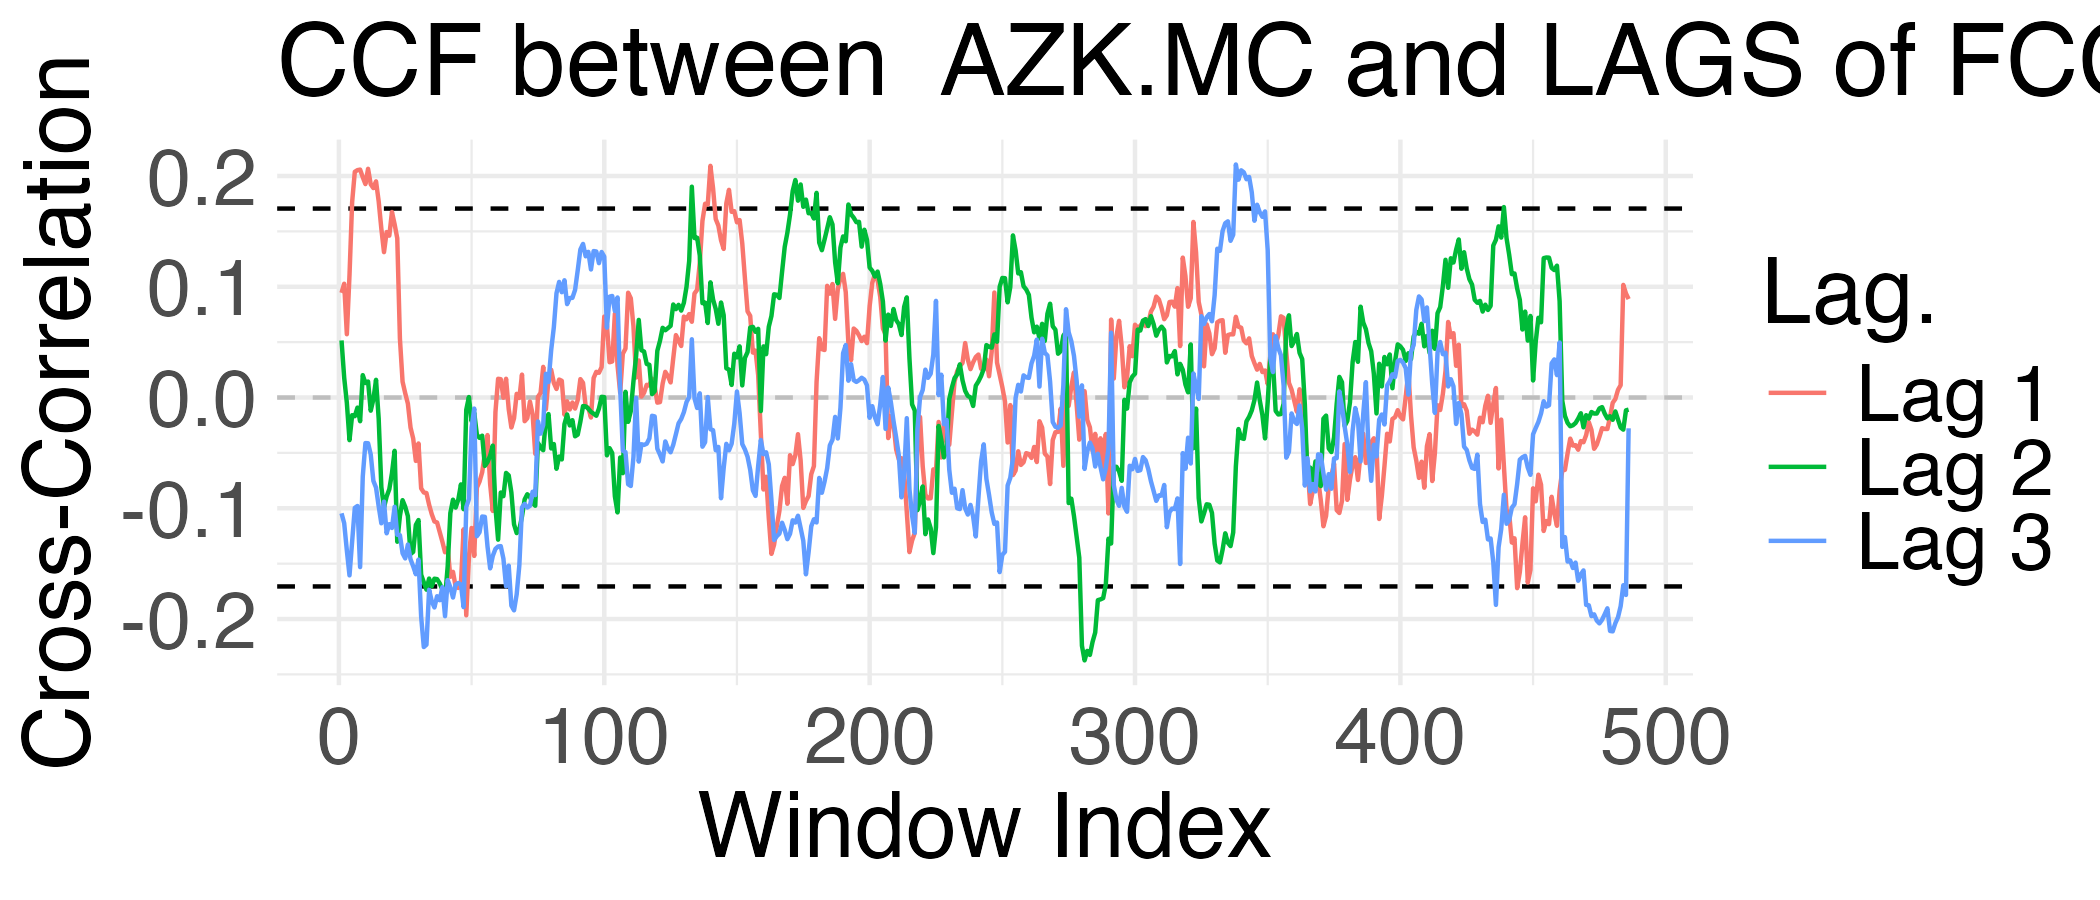 CCF between  AZK.MC and LAGS of FCC
Cross-Correlation
0.2
0.1
0.0
-0.1
-0.2
0 100 200 300 400 500
Window Index
Lag.
Lag 1
Lag 2
Lag 3